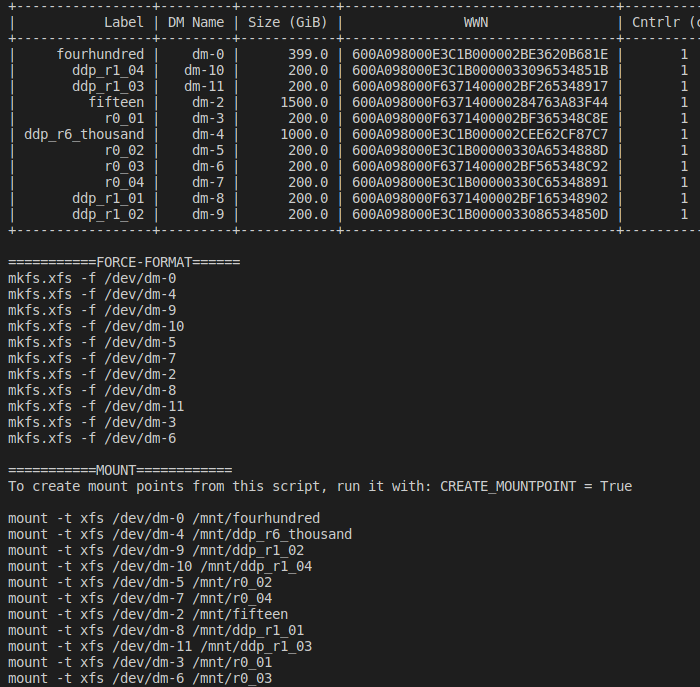 +----------------+---------+------------+----------------------------------+---------
|          Label | DM Name | Size (GiB) |               WWN                | Cntrlr (
+----------------+---------+------------+----------------------------------+---------
|    fourhundred |    dm-0 |      399.0 | 600A098000E3C1B000002BE3620B681E |       1
|      ddp_r1_04 |   dm-10 |      200.0 | 600A098000E3C1B0000033096534851B |       1
|      ddp_r1_03 |   dm-11 |      200.0 | 600A098000F6371400002BF265348917 |       1
|        fifteen |    dm-2 |     1500.0 | 600A098000F637140000284763A83F44 |       1
|          r0_01 |    dm-3 |      200.0 | 600A098000F6371400002BF365348C8E |       1
| ddp_r6_thousand |    dm-4 |     1000.0 | 600A098000E3C1B000002CEE62CF87C7 |       1
|          r0_02 |    dm-5 |      200.0 | 600A098000E3C1B00000330A6534888D |       1
|          r0_03 |    dm-6 |      200.0 | 600A098000F6371400002BF565348C92 |       1
|          r0_04 |    dm-7 |      200.0 | 600A098000E3C1B00000330C65348891 |       1
|      ddp_r1_01 |    dm-8 |      200.0 | 600A098000F6371400002BF165348902 |       1
|      ddp_r1_02 |    dm-9 |      200.0 | 600A098000E3C1B0000033086534850D |       1
+----------------+---------+------------+----------------------------------+---------
===========FORCE-FORMAT======
mkfs.xfs -f /dev/dm-0
mkfs.xfs -f /dev/dm-4
mkfs.xfs -f /dev/dm-9
mkfs.xfs -f /dev/dm-10
mkfs.xfs -f /dev/dm-5
mkfs.xfs -f /dev/dm-7
mkfs.xfs -f /dev/dm-2
mkfs.xfs -f /dev/dm-8
mkfs.xfs -f /dev/dm-11
mkfs.xfs -f /dev/dm-3
mkfs.xfs -f /dev/dm-6
===========MOUNT============
To create mount points from this script, run it with: CREATE_MOUNTPOINT = True
mount -t xfs /dev/dm-0 /mnt/fourhundred
mount -t xfs /dev/dm-4 /mnt/ddp_r6_thousand
mount -t xfs /dev/dm-9 /mnt/ddp_r1_02
mount -t xfs /dev/dm-10 /mnt/ddp_r1_04
mount -t xfs /dev/dm-5 /mnt/r0_02
mount -t xfs /dev/dm-7 /mnt/r0_04
mount -t xfs /dev/dm-2 /mnt/fifteen
mount -t xfs /dev/dm-8 /mnt/ddp_r1_01
mount -t xfs /dev/dm-11 /mnt/ddp_r1_03
mount -t xfs /dev/dm-3 /mnt/r0_01
mount -t xfs /dev/dm-6 /mnt/r0_03